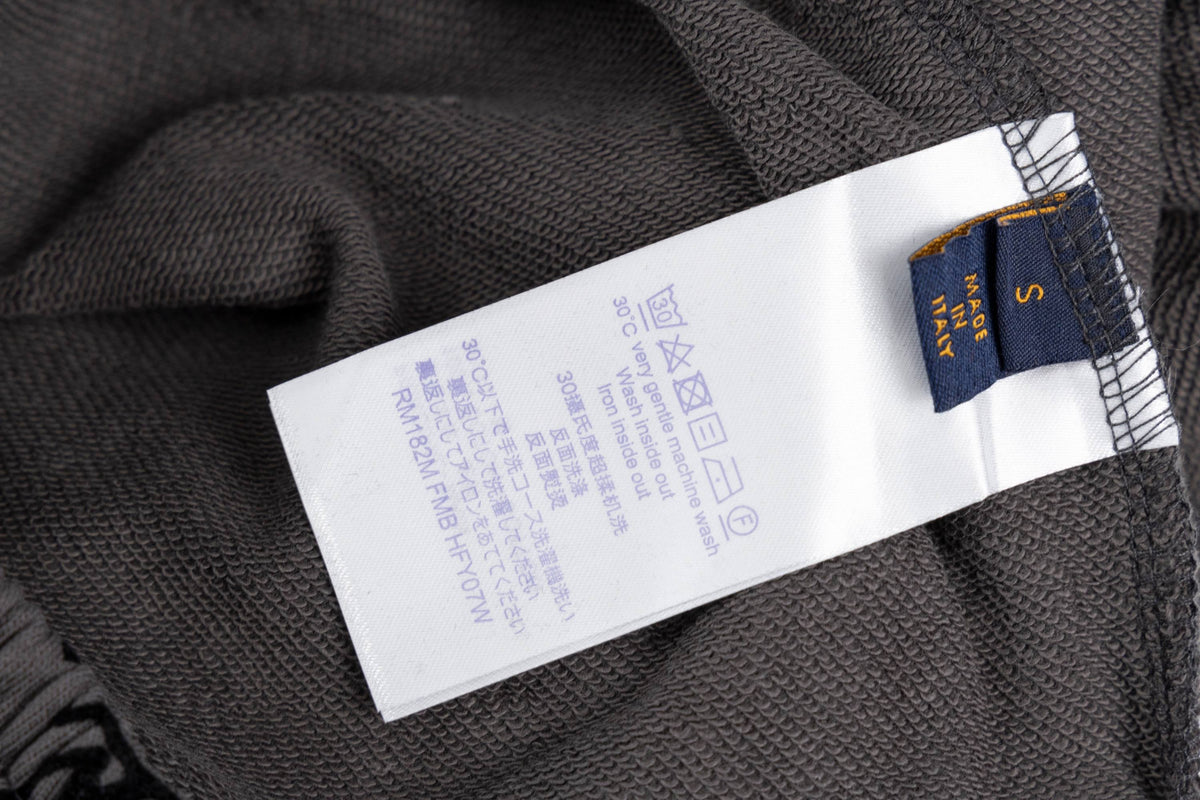 S
MADE
IN
ITALY
30
F
30°C very gentle machine wash
Wash inside out
Iron inside out
30摄氏度超揉机洗
反面洗涤
反面熨烫
30°C以下で手洗コース洗濯機洗い
裏返しにして洗濯してください
裏返しにしてアイロンをあててください
RM182M FMB HFY07W